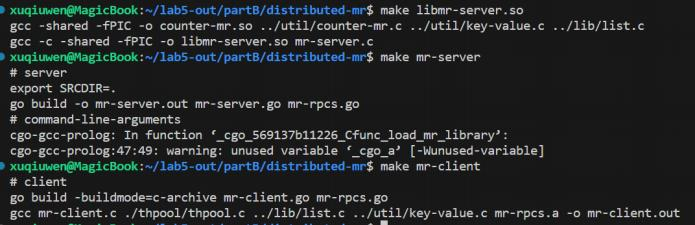 xuqiuwen@MagicBook:~/lab5-out/partB/distributed-mr$ make libmr-server.so
gcc -shared -fPIC -o counter-mr.so ../util/counter-mr.c ../util/key-value.c ../lib/list.c
gcc -c -shared -fPIC -o libmr-server.so mr-server.c
xuqiuwen@MagicBook:~/lab5-out/partB/distributed-mr$ make mr-server
# server
export SRCDIR=.
go build -o mr-server.out mr-server.go mr-rpcs.go
# command-line-arguments
cgo-gcc-prolog: In function ‘_cgo_569137b11226_Cfunc_load_mr_library’:
cgo-gcc-prolog:47:49: warning: unused variable ‘_cgo_a’ [-Wunused-variable]
xuqiuwen@MagicBook:~/lab5-out/partB/distributed-mr$ make mr-client
# client
go build -buildmode=c-archive mr-client.go mr-rpcs.go
gcc mr-client.c ./thpool/thpool.c ../lib/list.c ../util/key-value.c mr-rpcs.a -o mr-client.out